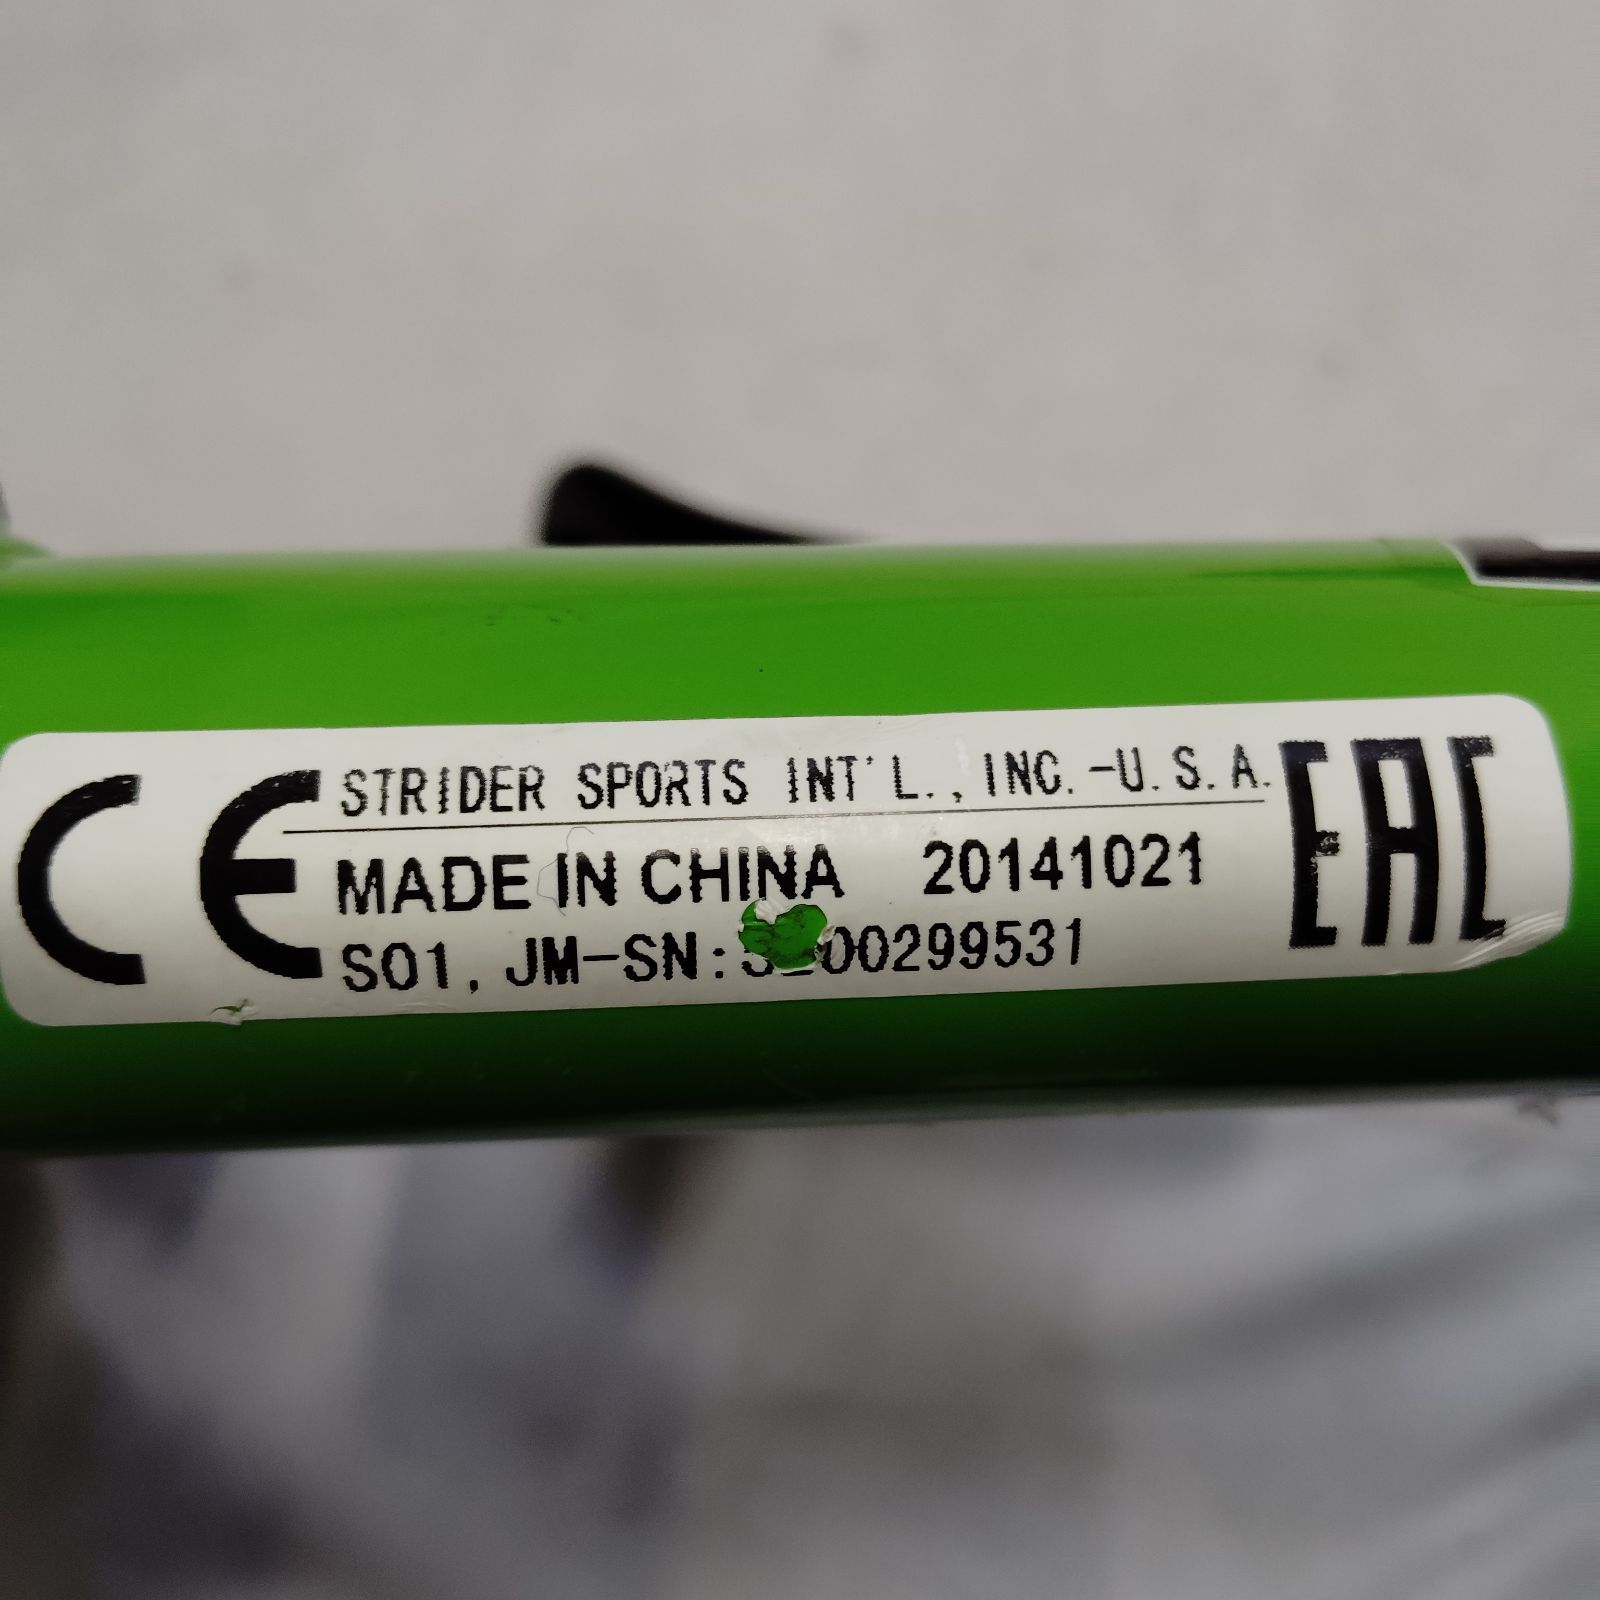 CE
STRIDER SPORTS INT'L., INC. -U.S.A.
MADE IN CHINA 20141021
S01, JM-SN:
EAC